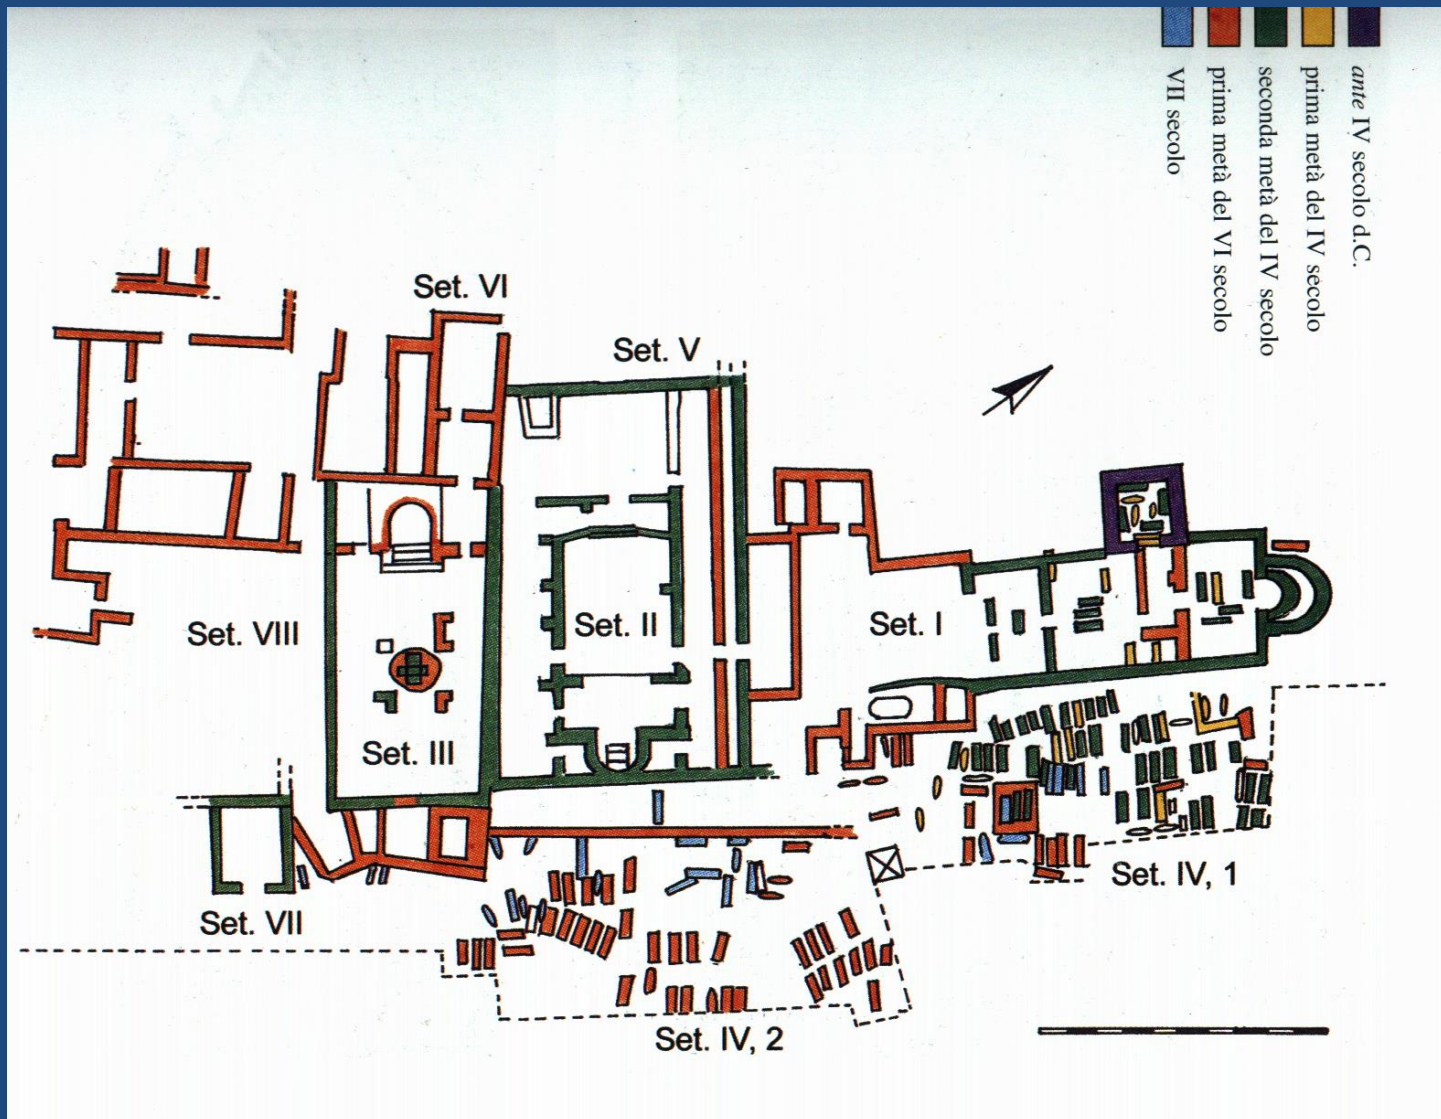 ante IV secolo d.C.
prima metà del IV secolo
seconda metà del IV secolo
prima metà del VI secolo
VII secolo
Set. VI
Set. V
Set. VIII
Set. II
Set. I
Set. III
Set. VII
Set. IV, 1
Set. IV, 2